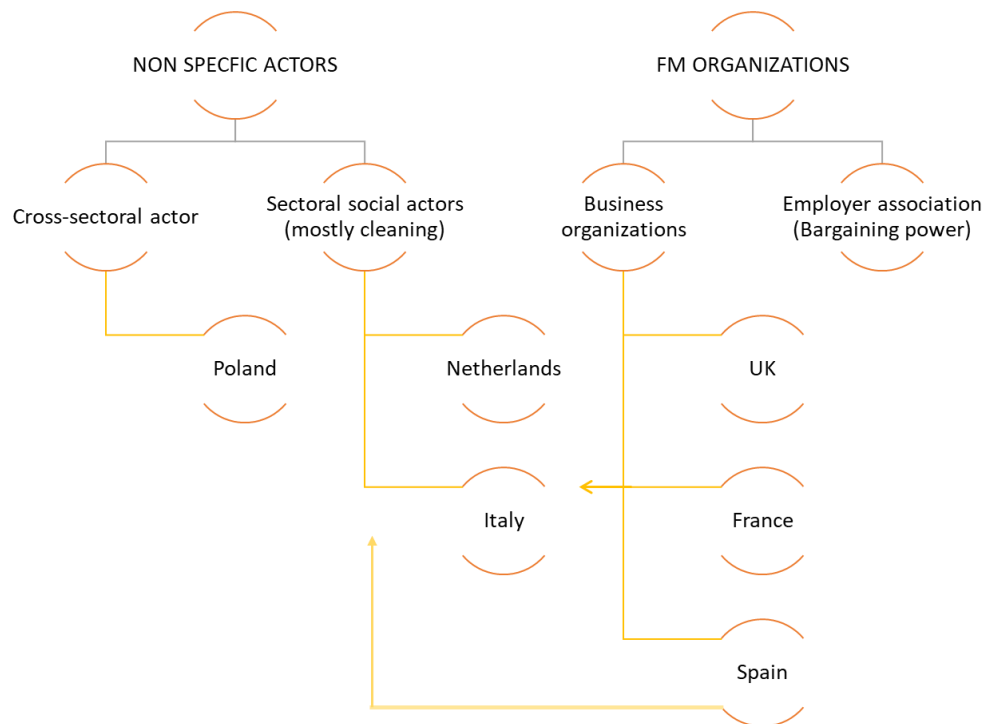 NON SPECFIC ACTORS
FM ORGANIZATIONS
Cross-sectoral actor
Sectoral social actors
(mostly cleaning)
Business
organizations
Employer association
(Bargaining power)
Poland
Netherlands
UK
Italy
France
Spain